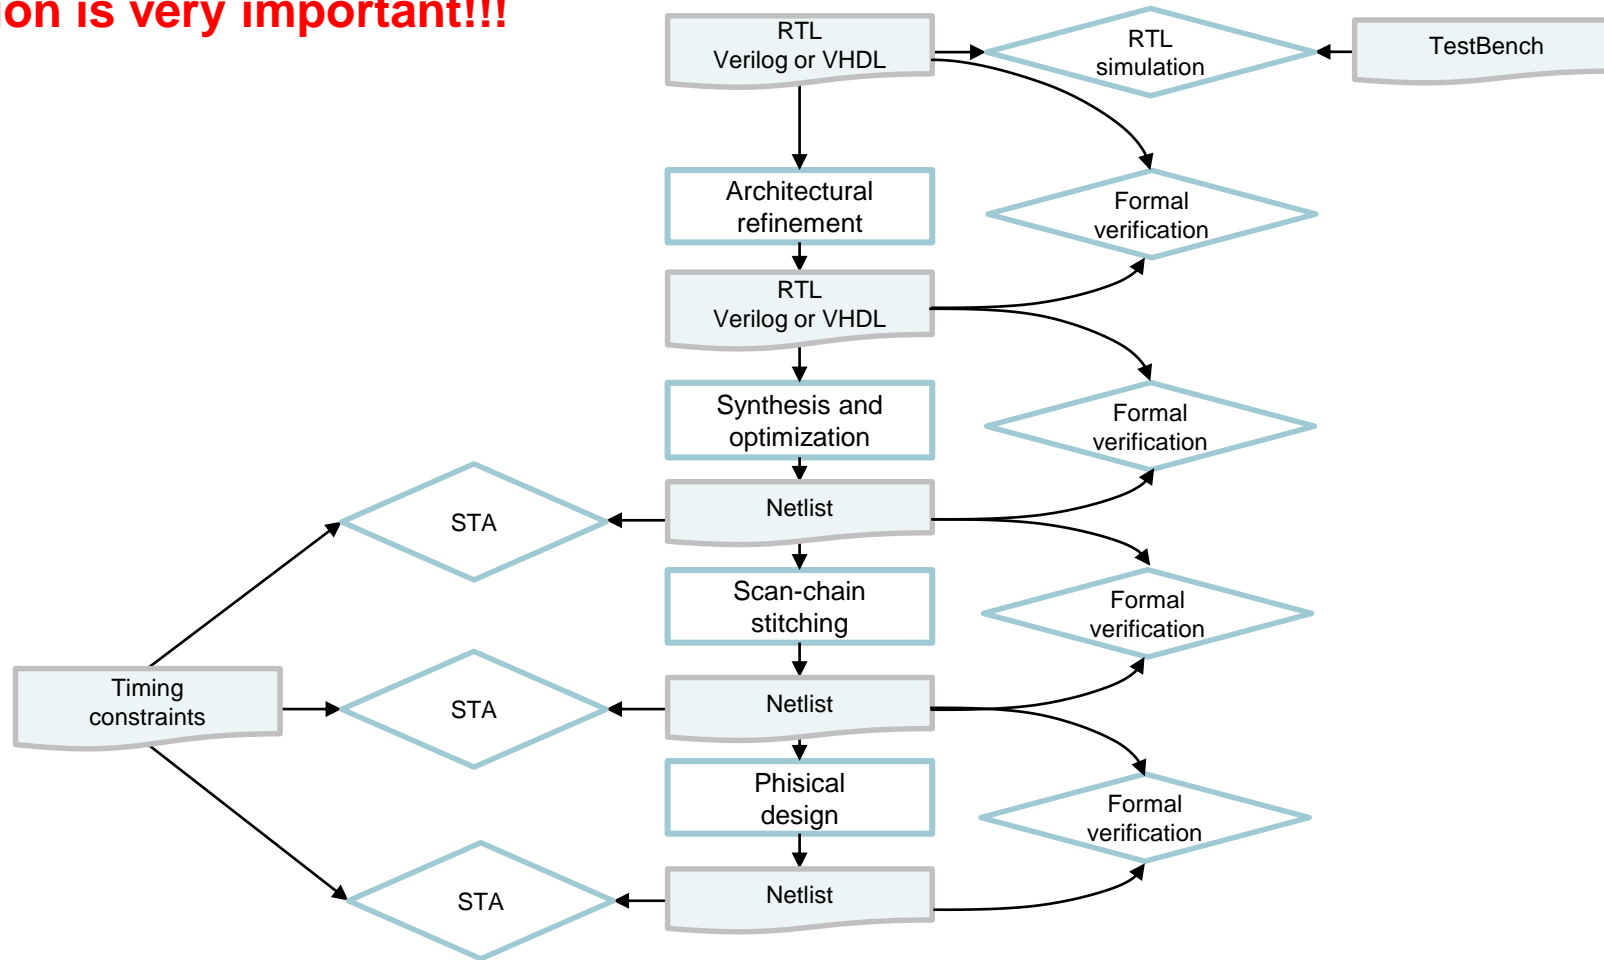 ion is very important!!!
RTL
Verilog or VHDL
RTL
simulation
TestBench
Architectural
refinement
Formal
verification
RTL
Verilog or VHDL
Synthesis and
optimization
Formal
verification
STA
Netlist
Scan-chain
stitching
Formal
verification
Timing
constraints
STA
Netlist
Phisical
design
Formal
verification
STA
Netlist